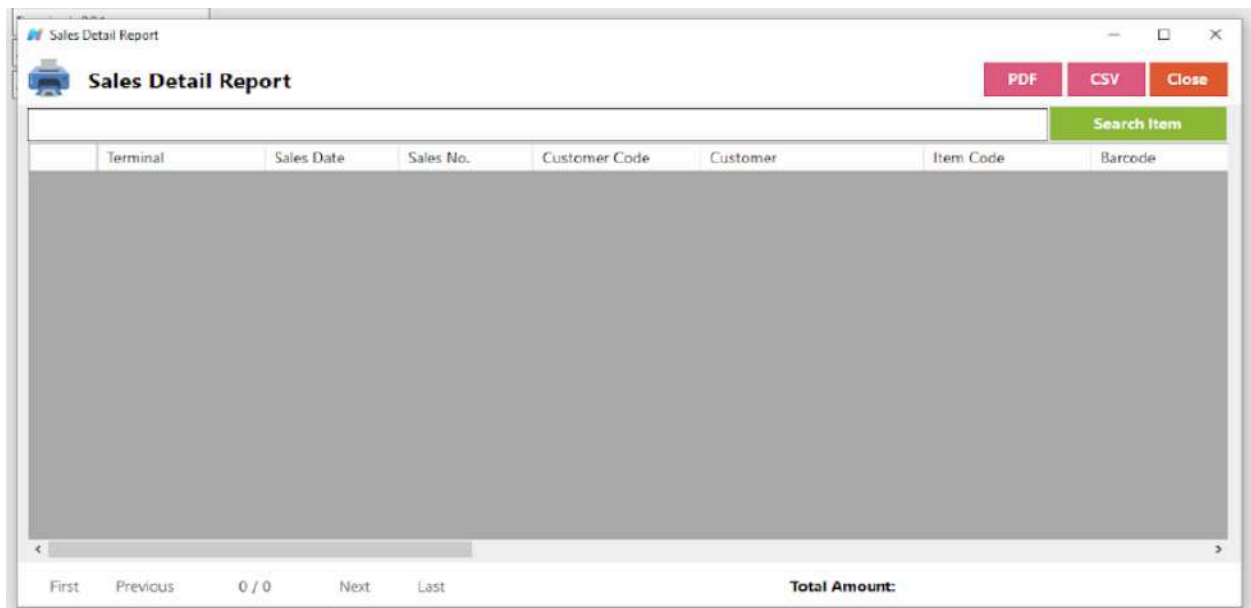 Sales Detail Report
Sales Detail Report PDF CSV Close
Search Item
Terminal Sales Date Sales No. Customer Code Customer Item Code Barcode
First Previous 0 / 0 Next Last Total Amount: